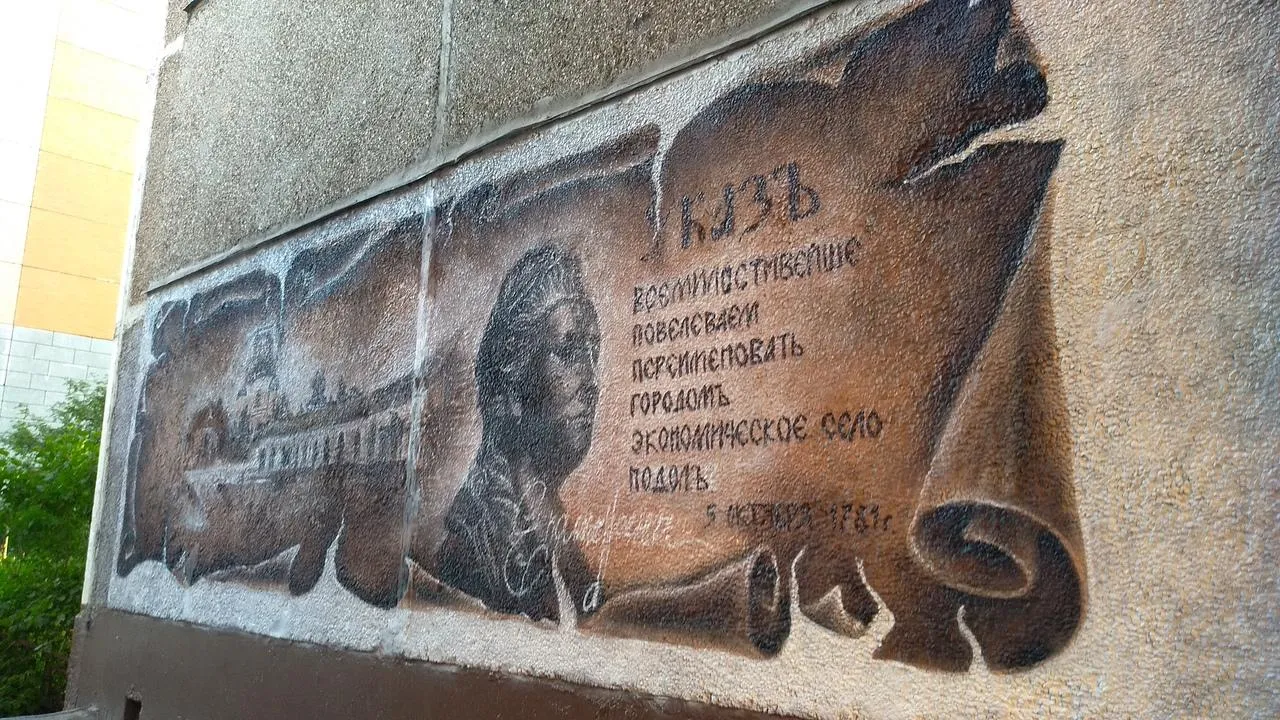 УКАЗЪ
ВСЕМИЛОСТИВЕЙШЕ
ПОВЕЛЕВАЕМ
ПЕРЕИМЕНОВАТЬ
ГОРОДОМЪ
ЭКОНОМИЧЕСКОЕ СЕЛО
ПОДОЛЪ
5 ОКТЯБРЯ 1781г